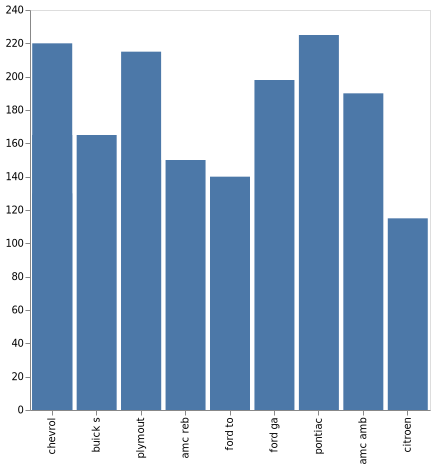 240
220
200
180
160
140
120
100
80
60
40
20
0
chevrol
buick s
plymout
amc reb
ford to
ford ga
pontiac
amc amb
citroen